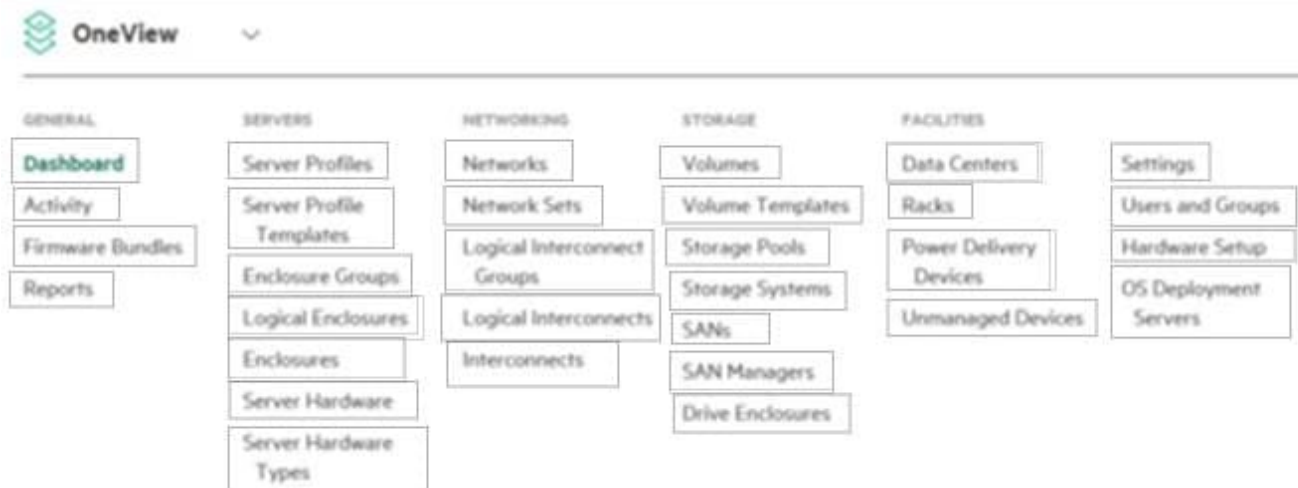 OneView
GENERAL
Dashboard
Activity
Firmware Bundles
Reports
SERVERS
Server Profiles
Server Profile
Templates
Enclosure Groups
Logical Enclosures
Enclosures
Server Hardware
Server Hardware
Types
NETWORKING
Networks
Network Sets
Logical Interconnect
Groups
Logical Interconnects
Interconnects
STORAGE
Volumes
Volume Templates
Storage Pools
Storage Systems
SANs
SAN Managers
Drive Enclosures
FACILITIES
Data Centers
Racks
Power Delivery
Devices
Unmanaged Devices
Settings
Users and Groups
Hardware Setup
OS Deployment
Servers